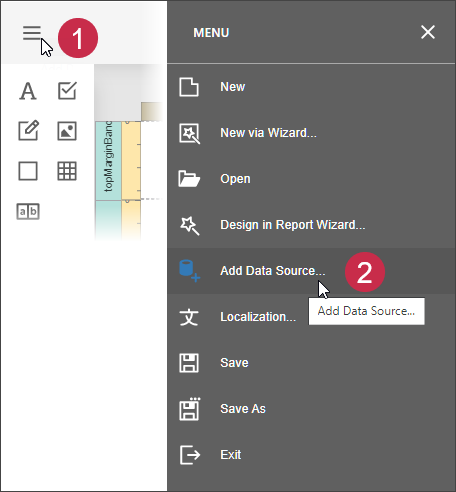 1
MENU
New
New via Wizard...
Open
topMarginBand
Design in Report Wizard...
Add Data Source...
2
Add Data Source...
Localization...
Save
Save As
Exit
A
a b